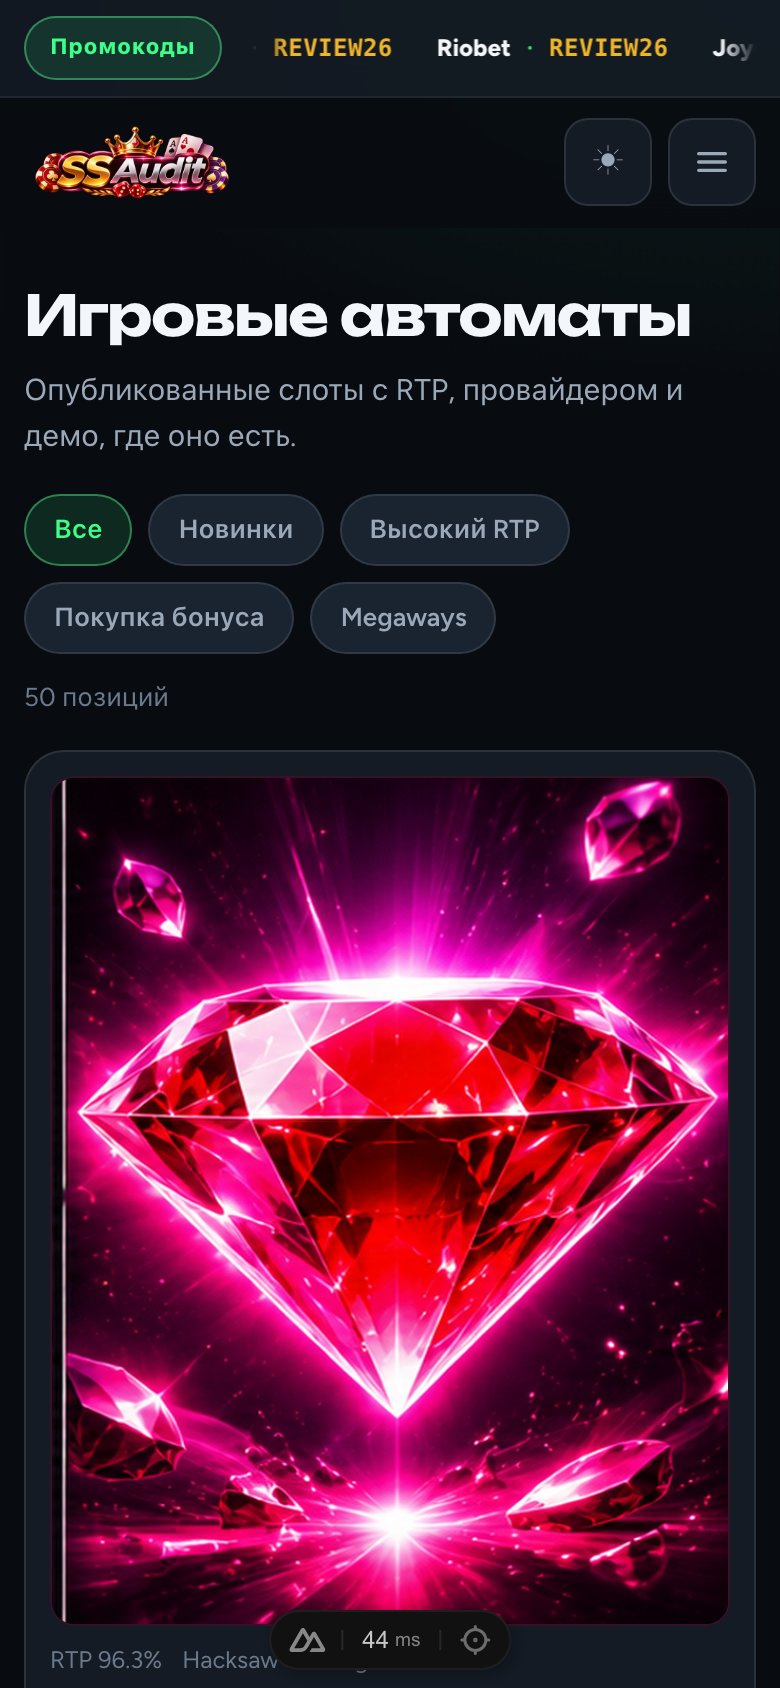 Промокоды · REVIEW26 Riobet · REVIEW26 Joy
SSAudit
Игровые автоматы
Опубликованные слоты с RTP, провайдером и
демо, где оно есть.
Все Новинки Высокий RTP
Покупка бонуса Megaways
50 позиций
44 ms
RTP 96.3% Hacksaw